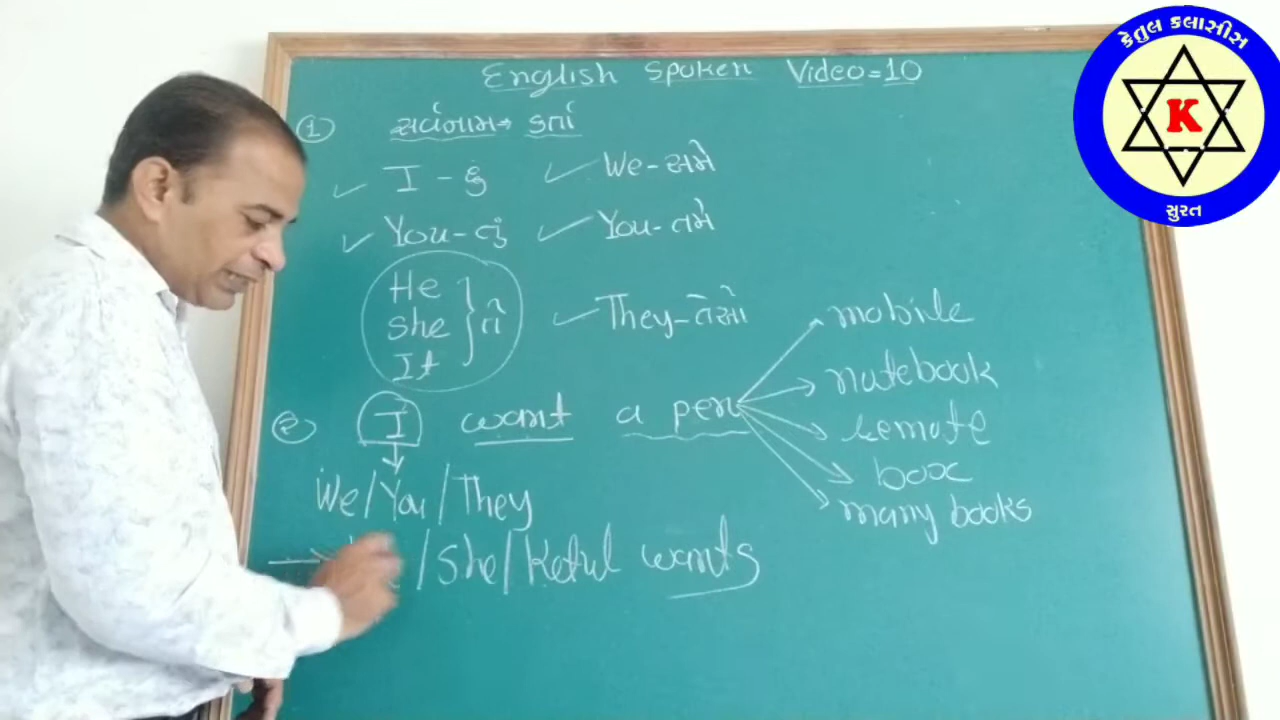 English Spoken Video=10
① સર્વનામ → કર્તા
I - હું We - અમે
You - તું You - તમે
He
She } તે They - તેઓ
It
② I want a pen
mobile
notebook
remote
box
many books
We/You/They
/She/Ketul wants
કેતુલ કલાસીસ
K
સુરત